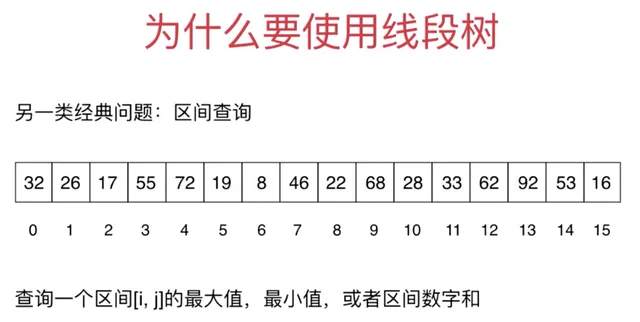 为什么要使用线段树
另一类经典问题：区间查询
32 26 17 55 72 19 8 46 22 68 28 33 62 92 53 16
0 1 2 3 4 5 6 7 8 9 10 11 12 13 14 15
查询一个区间[i, j]的最大值，最小值，或者区间数字和